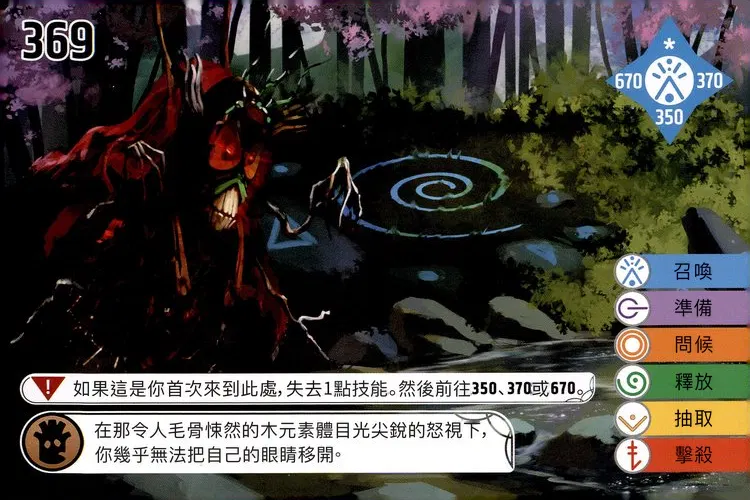 369
*
670 370
350
召喚
準備
問候
釋放
抽取
擊殺
如果這是你首次來到此處，失去1點技能。然後前往350、370或670。
在那令人毛骨悚然的木元素體目光尖銳的怒視下，
你幾乎無法把自己的眼睛移開。